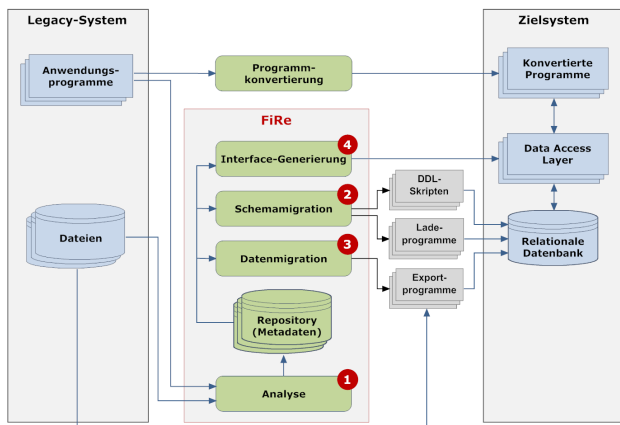 Legacy-System
Zielsystem
Anwendungs-
programme
Programm-
konvertierung
Konvertierte
Programme
FiRe
4
Interface-Generierung
Data Access
Layer
2
Schemamigration
DDL-
Skripten
Dateien
3
Datenmigration
Lade-
programme
Relationale
Datenbank
Export-
programme
Repository
(Metadaten)
1
Analyse